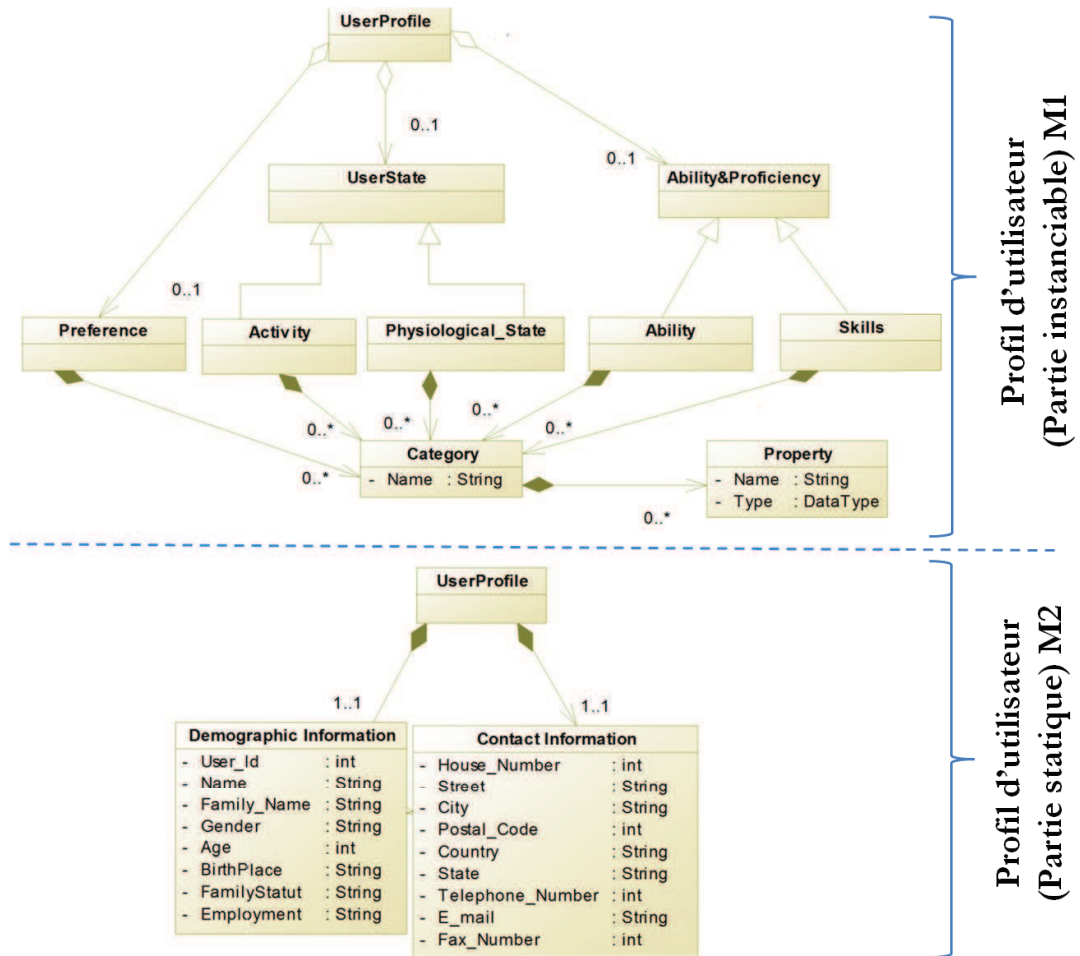 UserProfile
0..1
0..1
UserState
Ability&Proficiency
0..1
Preference
Activity
Physiological_State
Ability
Skills
0..*
0..*
0..*
0..*
0..*
Category
- Name : String
Property
- Name : String
- Type : DataType
0..*
Profil d'utilisateur
(Partie instanciable) M1
UserProfile
1..1
1..1
Demographic Information
- User_Id : int
- Name : String
- Family_Name : String
- Gender : String
- Age : int
- BirthPlace : String
- FamilyStatut : String
- Employment : String
Contact Information
- House_Number : int
- Street : String
- City : String
- Postal_Code : int
- Country : String
- State : String
- Telephone_Number : int
- E_mail : String
- Fax_Number : int
Profil d'utilisateur
(Partie statique) M2